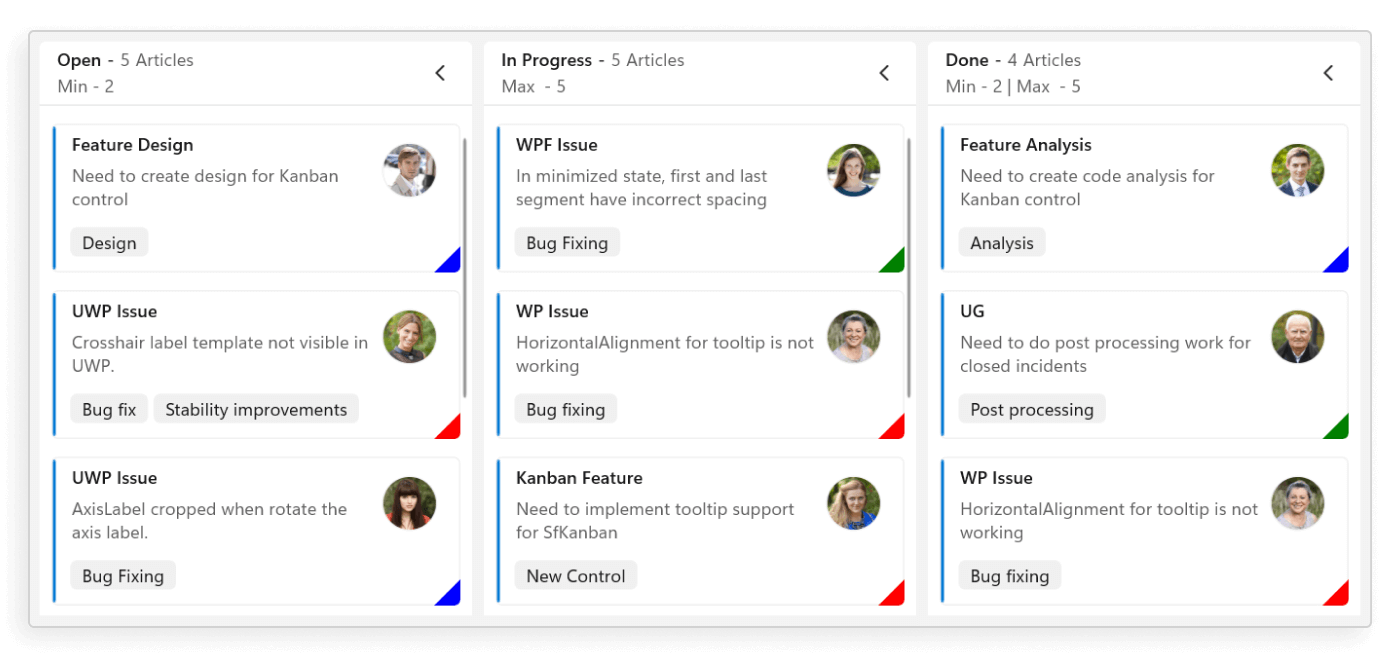 Open - 5 Articles
Min - 2
Feature Design
Need to create design for Kanban
control
Design
UWP Issue
Crosshair label template not visible in
UWP.
Bug fix
Stability improvements
UWP Issue
AxisLabel cropped when rotate the
axis label.
Bug Fixing
In Progress - 5 Articles
Max - 5
WPF Issue
In minimized state, first and last
segment have incorrect spacing
Bug Fixing
WP Issue
HorizontalAlignment for tooltip is not
working
Bug fixing
Kanban Feature
Need to implement tooltip support
for SfKanban
New Control
Done - 4 Articles
Min - 2 | Max - 5
Feature Analysis
Need to create code analysis for
Kanban control
Analysis
UG
Need to do post processing work for
closed incidents
Post processing
WP Issue
HorizontalAlignment for tooltip is not
working
Bug fixing